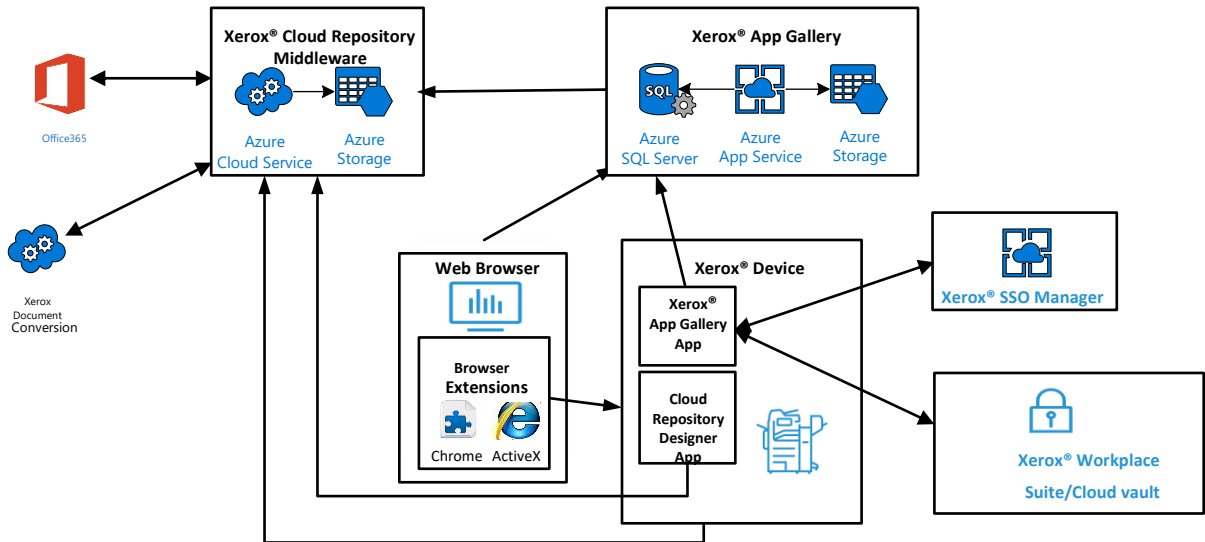 Xerox® Cloud Repository
Middleware
Azure
Cloud Service
Azure
Storage
Xerox® App Gallery
SQL
Azure
SQL Server
Azure
App Service
Azure
Storage
Office365
Xerox
Document
Conversion
Web Browser
Browser
Extensions
Chrome
ActiveX
Xerox® Device
Xerox®
App Gallery
App
Cloud
Repository
Designer
App
Xerox® SSO Manager
Xerox® Workplace
Suite/Cloud vault